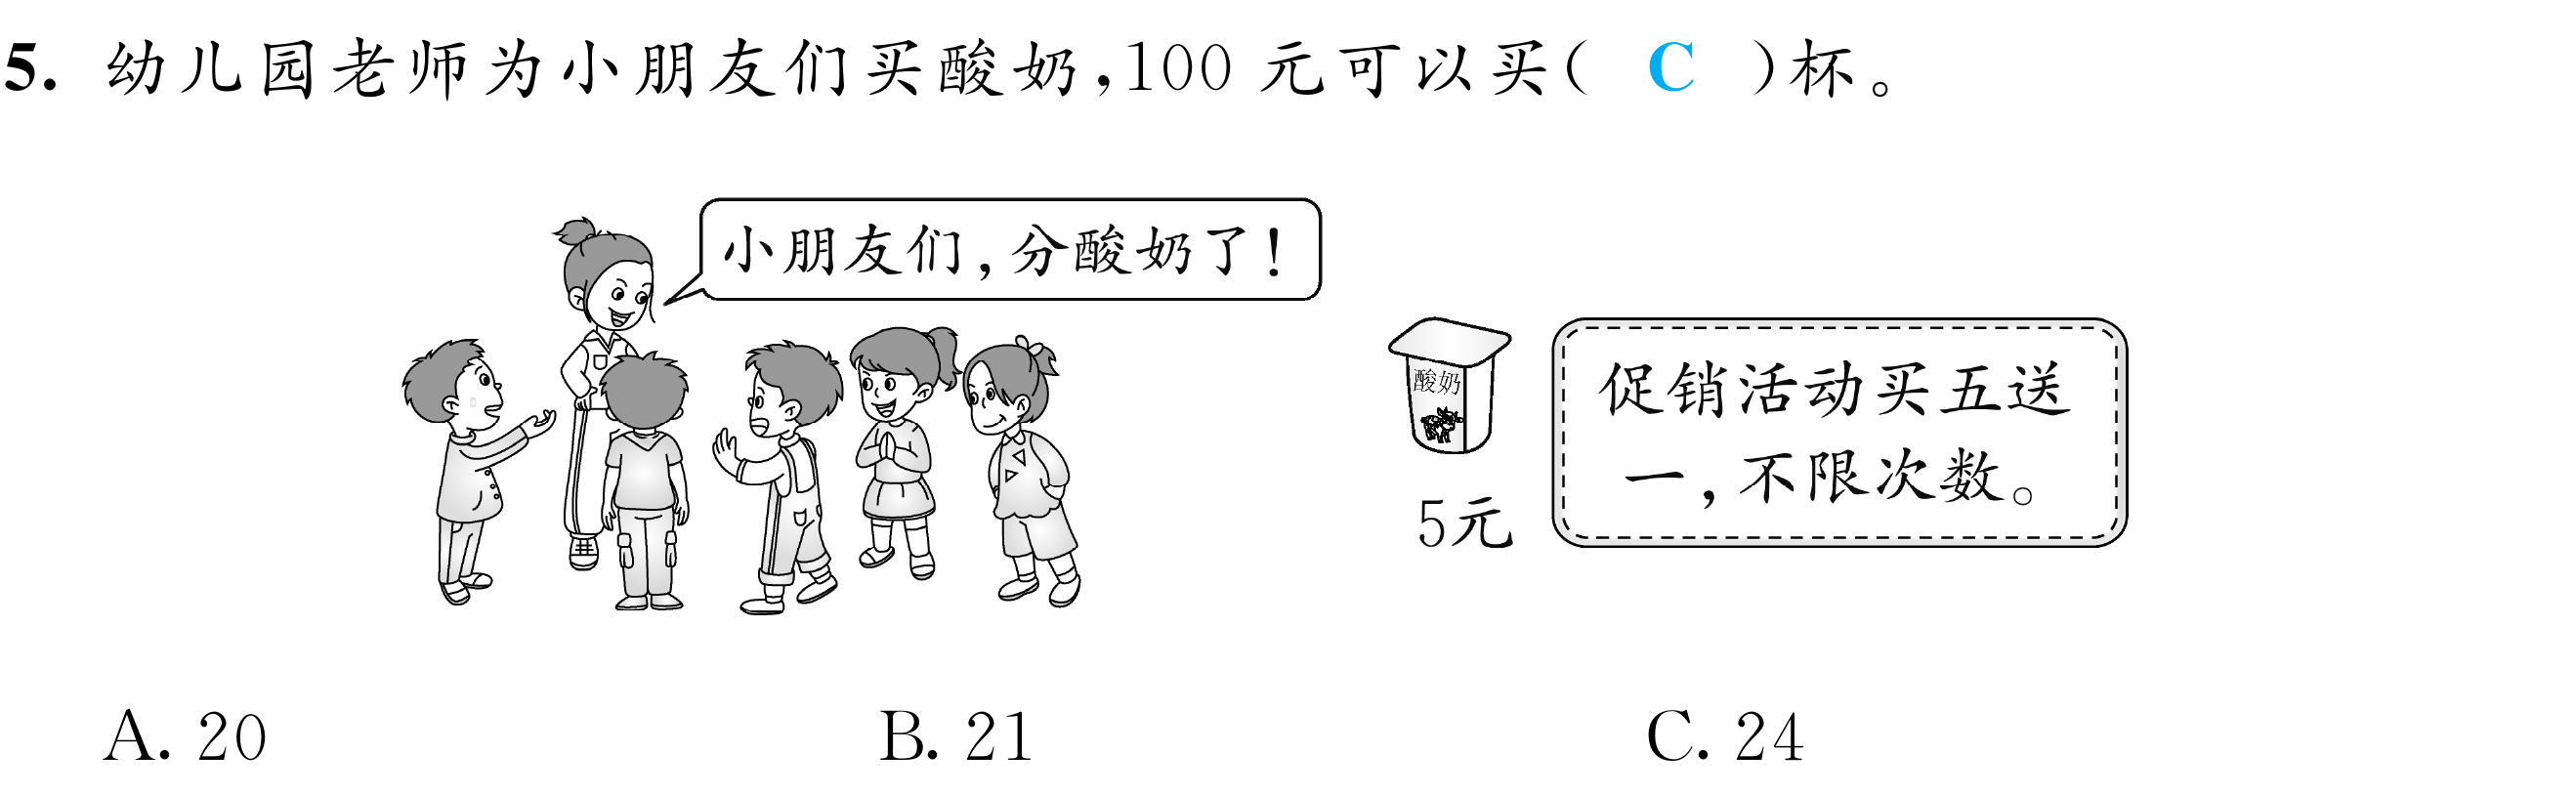 5. 幼儿园老师为小朋友们买酸奶,100 元可以买( C )杯。
小朋友们,分酸奶了!
酸奶
5元
促销活动买五送
一,不限次数。
A. 20 B. 21 C. 24